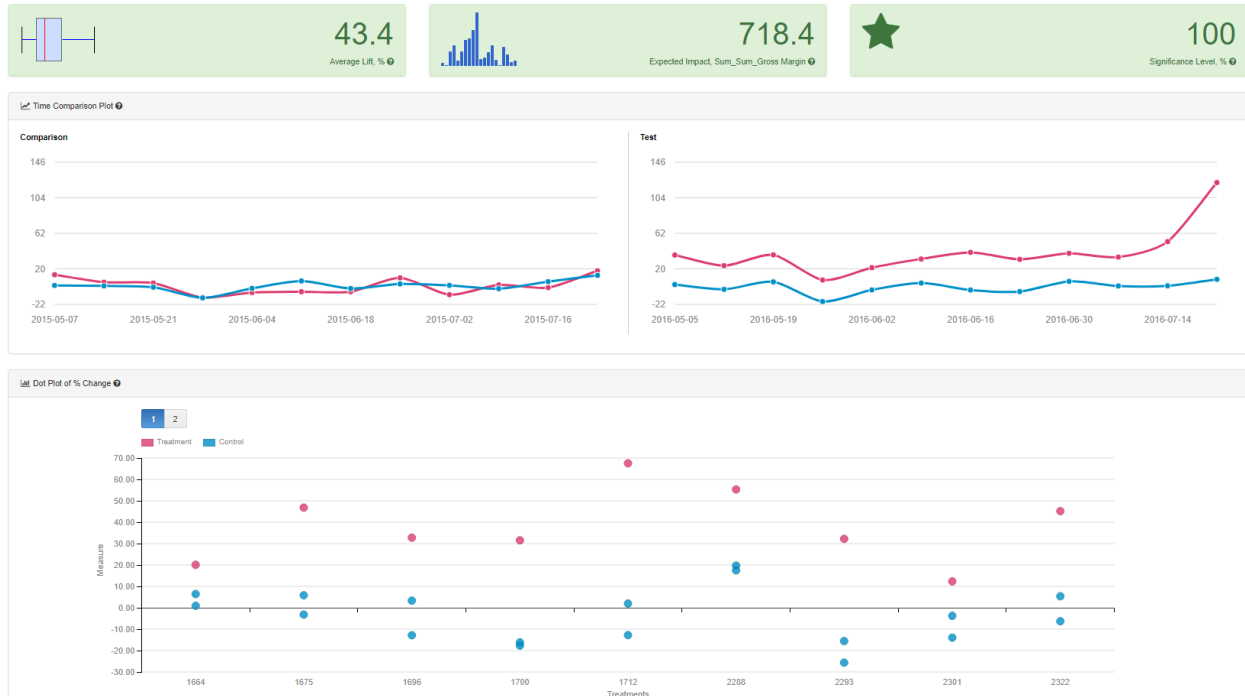 43.4
Average Lift, %
718.4
Expected Impact, Sum_Sum_Gross Margin
100
Significance Level, %
Time Comparison Plot
Comparison
146
104
62
20
-22
2015-05-07 2015-05-21 2015-06-04 2015-06-18 2015-07-02 2015-07-16
Test
146
104
62
20
-22
2016-05-05 2016-05-19 2016-06-02 2016-06-16 2016-06-30 2016-07-14
Dot Plot of % Change
1 2
Treatment Control
70.00
60.00
50.00
40.00
30.00
20.00
10.00
0.00
-10.00
-20.00
-30.00
Measure
1664 1675 1696 1700 1712 2288 2293 2301 2322
Treatments